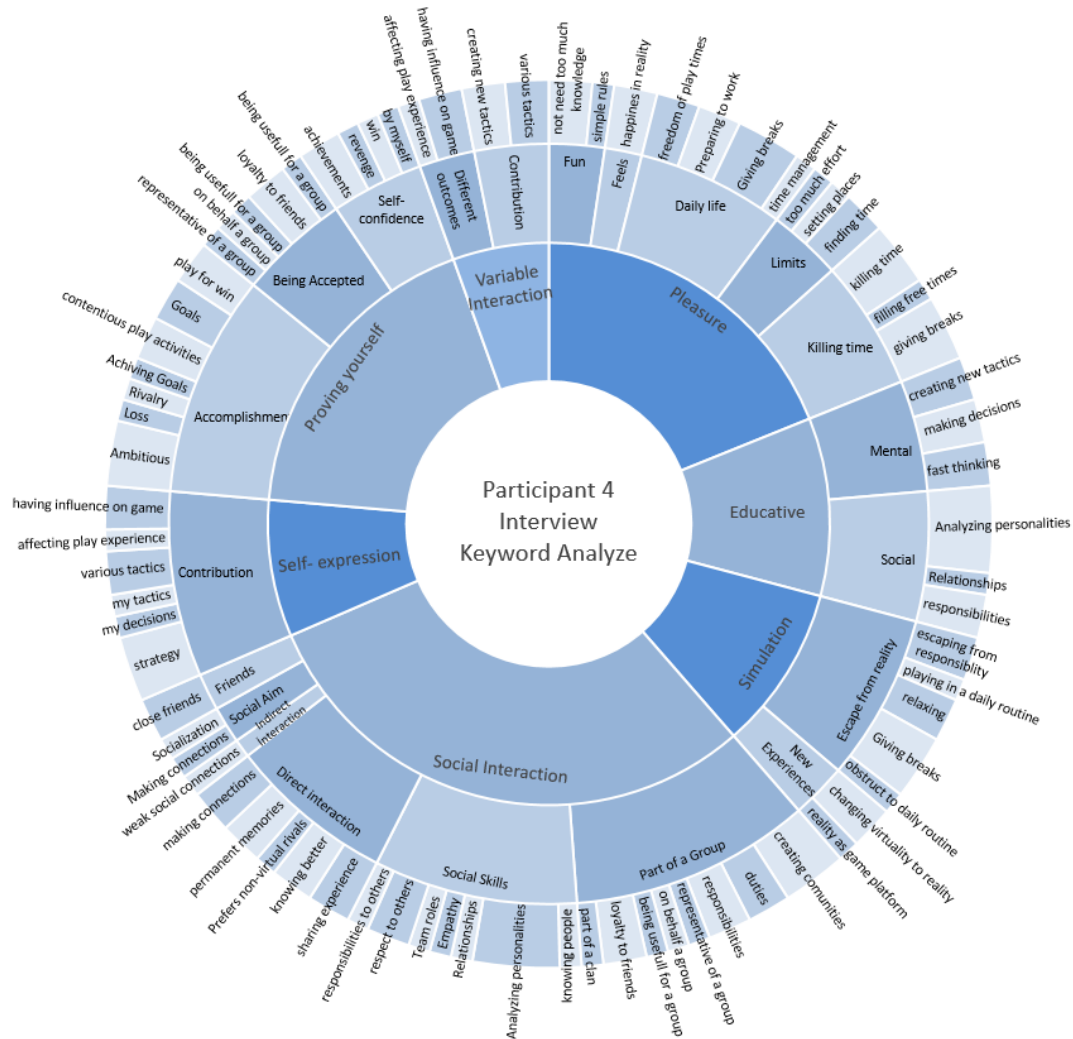 Participant 4
Interview
Keyword Analyze
Pleasure
Fun
not need too much
knowledge
simple rules
Feels
happines in reality
Daily life
freedom of play times
Preparing to work
Giving breaks
Limits
time management
too much effort
setting places
finding time
Killing time
killing time
filling free times
giving breaks
Educative
Mental
creating new tactics
making decisions
fast thinking
Social
Analyzing personalities
Relationships
responsibilities
Simulation
Escape from reality
escaping from
responsiblity
playing in a daily routine
relaxing
Giving breaks
obstruct to daily routine
New
Experiences
changing virtuality to reality
reality as game platform
Social Interaction
Part of a Group
creating comunities
duties
responsibilities
representative of a group
on behalf a group
being usefull for a group
loyalty to friends
part of a clan
Social Skills
knowing people
Analyzing personalities
Relationships
Empathy
Team roles
respect to others
responsibilities to others
Direct interaction
sharing experience
knowing better
Prefers non-virtual rivals
permanent memories
making connections
Indirect
Interaction
weak social connections
Social Aim
Making connections
Socialization
Friends
close friends
Self- expression
Contribution
strategy
my decisions
my tactics
various tactics
affecting play experience
having influence on game
Proving yourself
Accomplishment
Ambitious
Loss
Rivalry
Achiving Goals
contentious play activities
Goals
play for win
Being Accepted
representative of a group
on behalf a group
being usefull for a group
loyalty to friends
being usefull for a group
Self-
confidence
achievements
revenge
win
by myself
Variable
Interaction
Different
outcomes
affecting play experience
having influence on game
Contribution
creating new tactics
various tactics